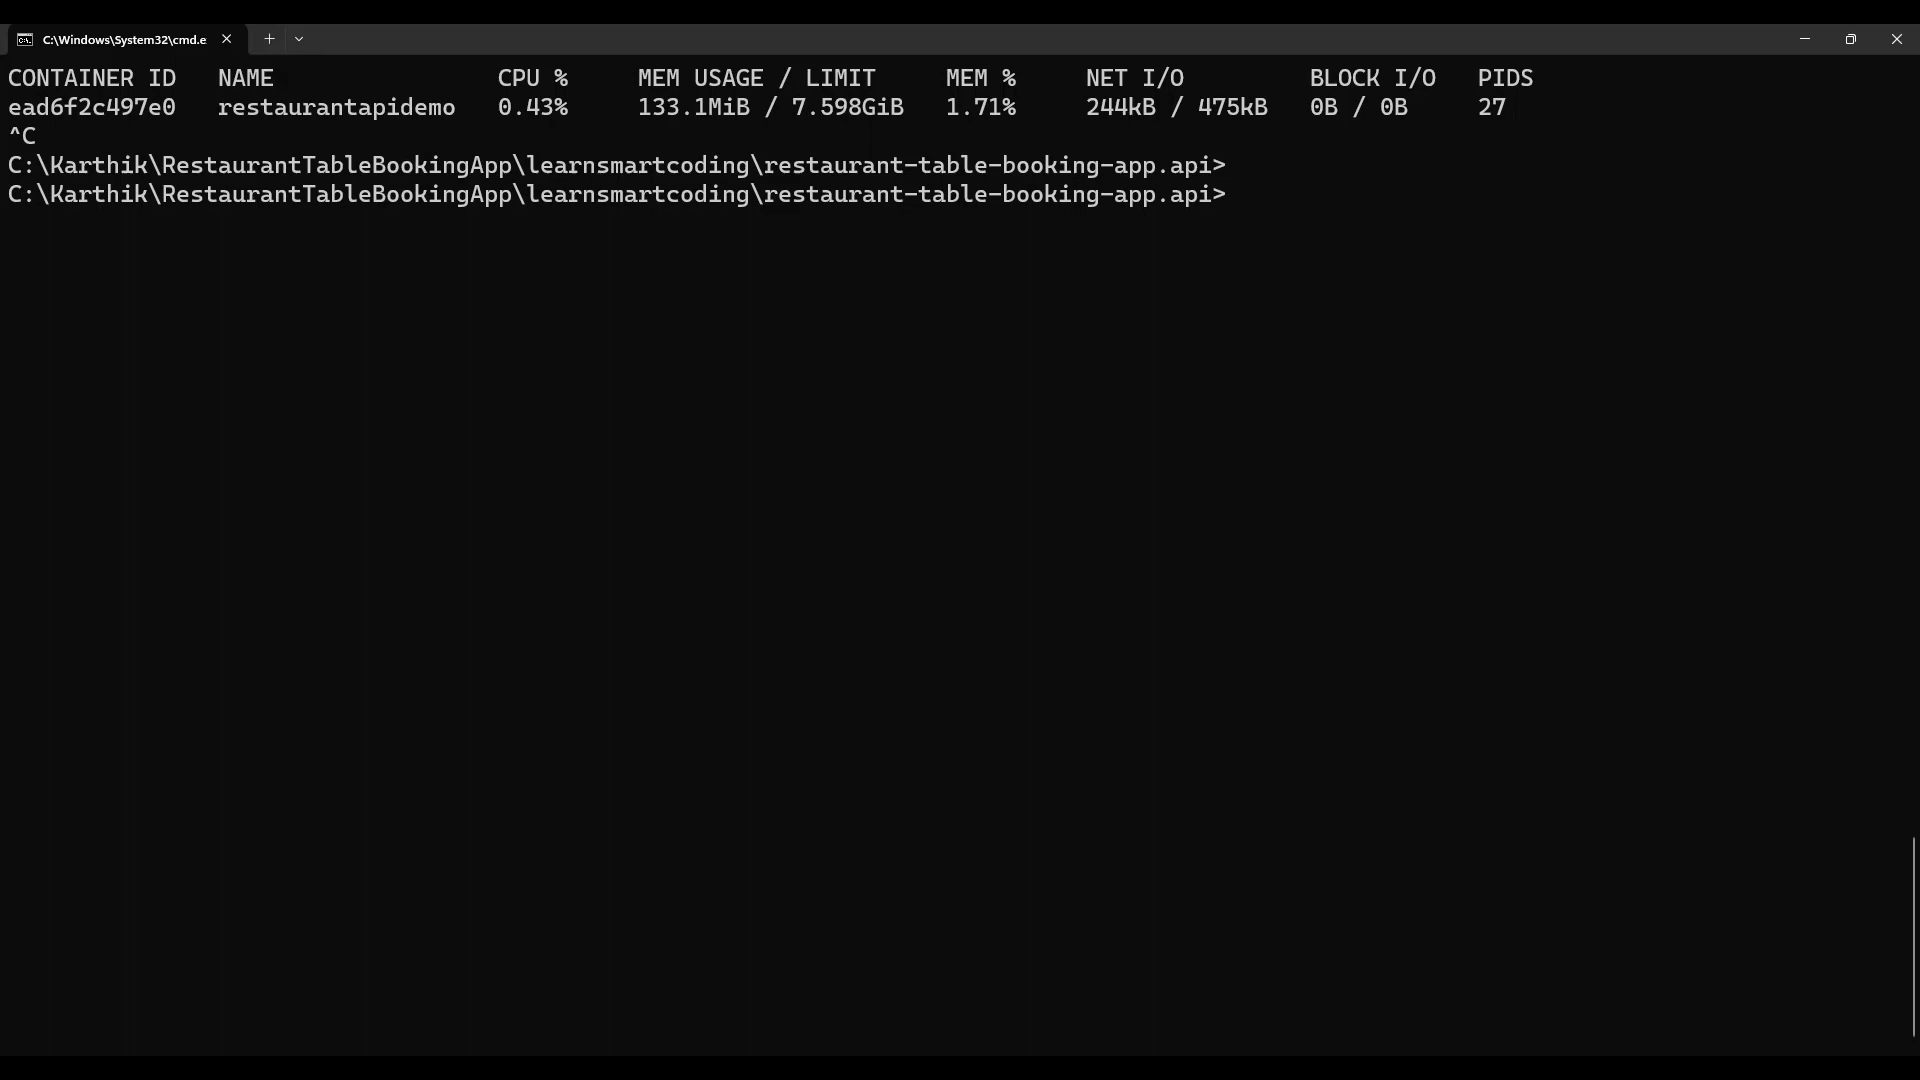 C:\Windows\System32\cmd.e
CONTAINER ID   NAME                CPU %     MEM USAGE / LIMIT     MEM %     NET I/O         BLOCK I/O   PIDS
ead6f2c497e0   restaurantapidemo   0.43%     133.1MiB / 7.598GiB   1.71%     244kB / 475kB   0B / 0B     27
^C
C:\Karthik\RestaurantTableBookingApp\learnsmartcoding\restaurant-table-booking-app.api>
C:\Karthik\RestaurantTableBookingApp\learnsmartcoding\restaurant-table-booking-app.api>